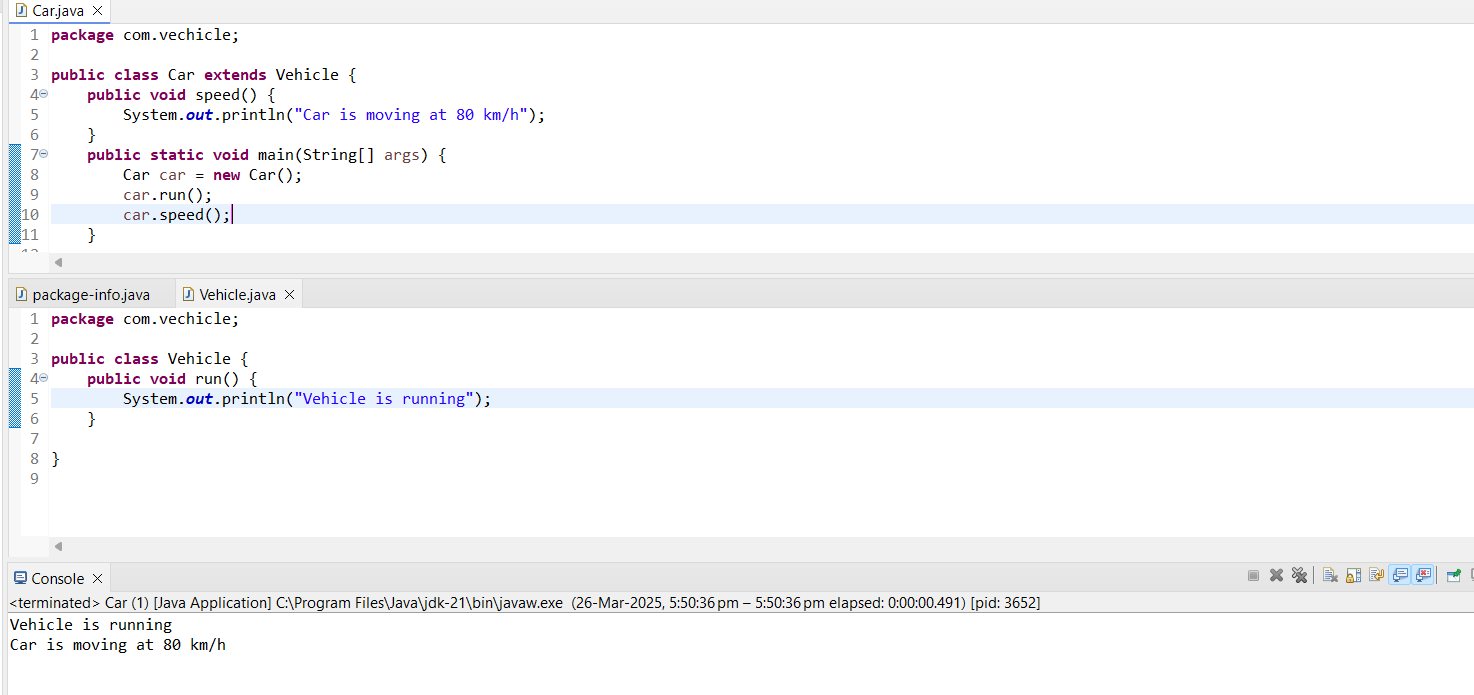 Car.java
1 package com.vechicle;
2
3 public class Car extends Vehicle {
4     public void speed() {
5         System.out.println("Car is moving at 80 km/h");
6     }
7     public static void main(String[] args) {
8         Car car = new Car();
9         car.run();
10         car.speed();
11     }
package-info.java Vehicle.java
1 package com.vechicle;
2
3 public class Vehicle {
4     public void run() {
5         System.out.println("Vehicle is running");
6     }
7
8 }
9
Console
<terminated> Car (1) [Java Application] C:\Program Files\Java\jdk-21\bin\javaw.exe (26-Mar-2025, 5:50:36 pm – 5:50:36 pm elapsed: 0:00:00.491) [pid: 3652]
Vehicle is running
Car is moving at 80 km/h